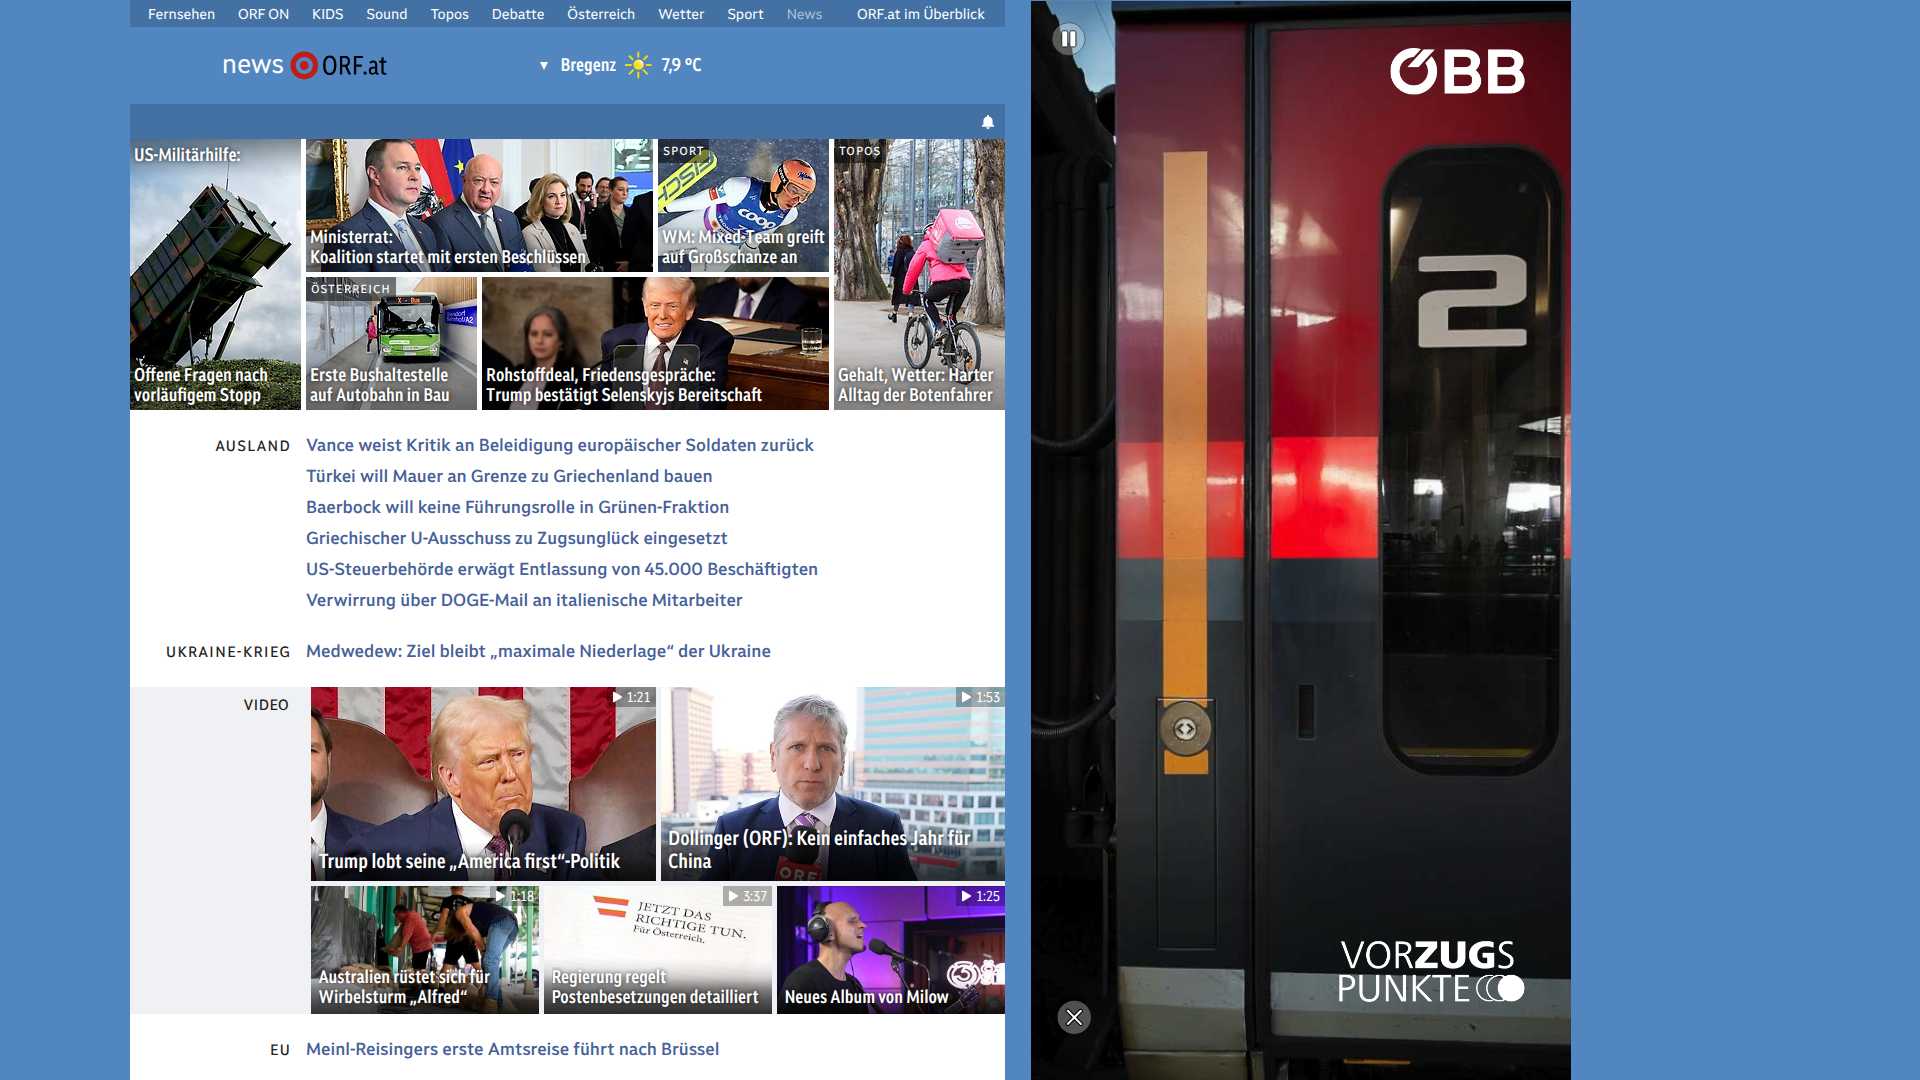 Fernsehen ORF ON KIDS Sound Topos Debatte Österreich Wetter Sport News ORF.at im Überblick
news ORF.at
Bregenz 7,9 °C
US-Militärhilfe:
Offene Fragen nach
vorläufigem Stopp
Ministerrat:
Koalition startet mit ersten Beschlüssen
SPORT
coop
WM: Mixed-Team greift
auf Großschanze an
TOPOS
Gehalt, Wetter: Harter
Alltag der Botenfahrer
ÖSTERREICH
X - Bus
Erste Bushaltestelle
auf Autobahn in Bau
Rohstoffdeal, Friedensgespräche:
Trump bestätigt Selenskyjs Bereitschaft
AUSLAND
Vance weist Kritik an Beleidigung europäischer Soldaten zurück
Türkei will Mauer an Grenze zu Griechenland bauen
Baerbock will keine Führungsrolle in Grünen-Fraktion
Griechischer U-Ausschuss zu Zugsunglück eingesetzt
US-Steuerbehörde erwägt Entlassung von 45.000 Beschäftigten
Verwirrung über DOGE-Mail an italienische Mitarbeiter
UKRAINE-KRIEG
Medwedew: Ziel bleibt „maximale Niederlage“ der Ukraine
VIDEO
1:21
Trump lobt seine „America first“-Politik
1:53
Dollinger (ORF): Kein einfaches Jahr für
China
ORF
1:18
Australien rüstet sich für
Wirbelsturm „Alfred“
3:37
JETZT DAS
RICHTIGE TUN.
Für Österreich.
Regierung regelt
Postenbesetzungen detailliert
1:25
Neues Album von Milow
EU
Meinl-Reisingers erste Amtsreise führt nach Brüssel
ÖBB
2
VORZUGS
PUNKTE